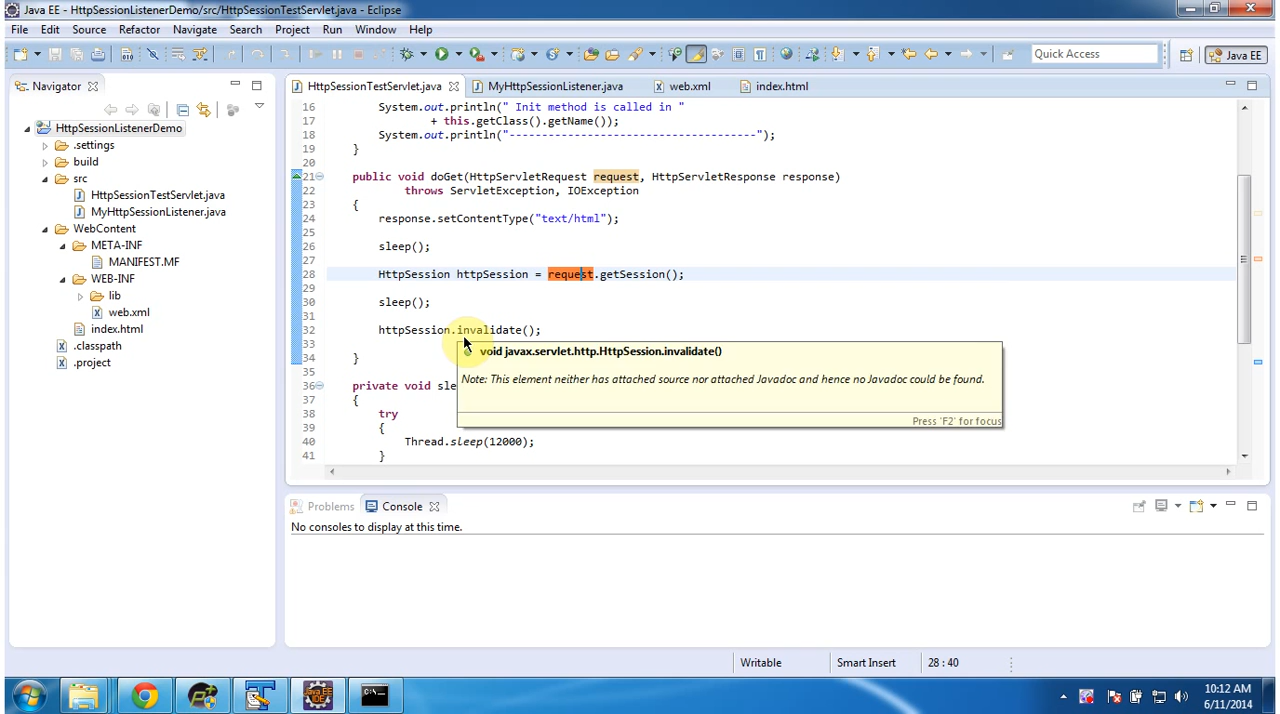 Java EE - HttpSessionListenerDemo/src/HttpSessionTestServlet.java - Eclipse
File Edit Source Refactor Navigate Search Project Run Window Help
Quick Access
Java EE
Navigator
HttpSessionListenerDemo
.settings
build
src
HttpSessionTestServlet.java
MyHttpSessionListener.java
WebContent
META-INF
MANIFEST.MF
WEB-INF
lib
web.xml
index.html
.classpath
.project
HttpSessionTestServlet.java MyHttpSessionListener.java web.xml index.html
16 System.out.println(" Init method is called in "
17 + this.getClass().getName());
18 System.out.println("--------------------------------------");
19 }
20
21 public void doGet(HttpServletRequest request, HttpServletResponse response)
22 throws ServletException, IOException
23 {
24 response.setContentType("text/html");
25
26 sleep();
27
28 HttpSession httpSession = request.getSession();
29
30 sleep();
31
32 httpSession.invalidate();
33
34 }
35
36 private void sle
37 {
38 try
39 {
40 Thread.sleep(12000);
41 }
void javax.servlet.http.HttpSession.invalidate()
Note: This element neither has attached source nor attached Javadoc and hence no Javadoc could be found.
Press 'F2' for focus
Problems Console
No consoles to display at this time.
Writable Smart Insert 28 : 40
Java EE
IDE
10:12 AM
6/11/2014